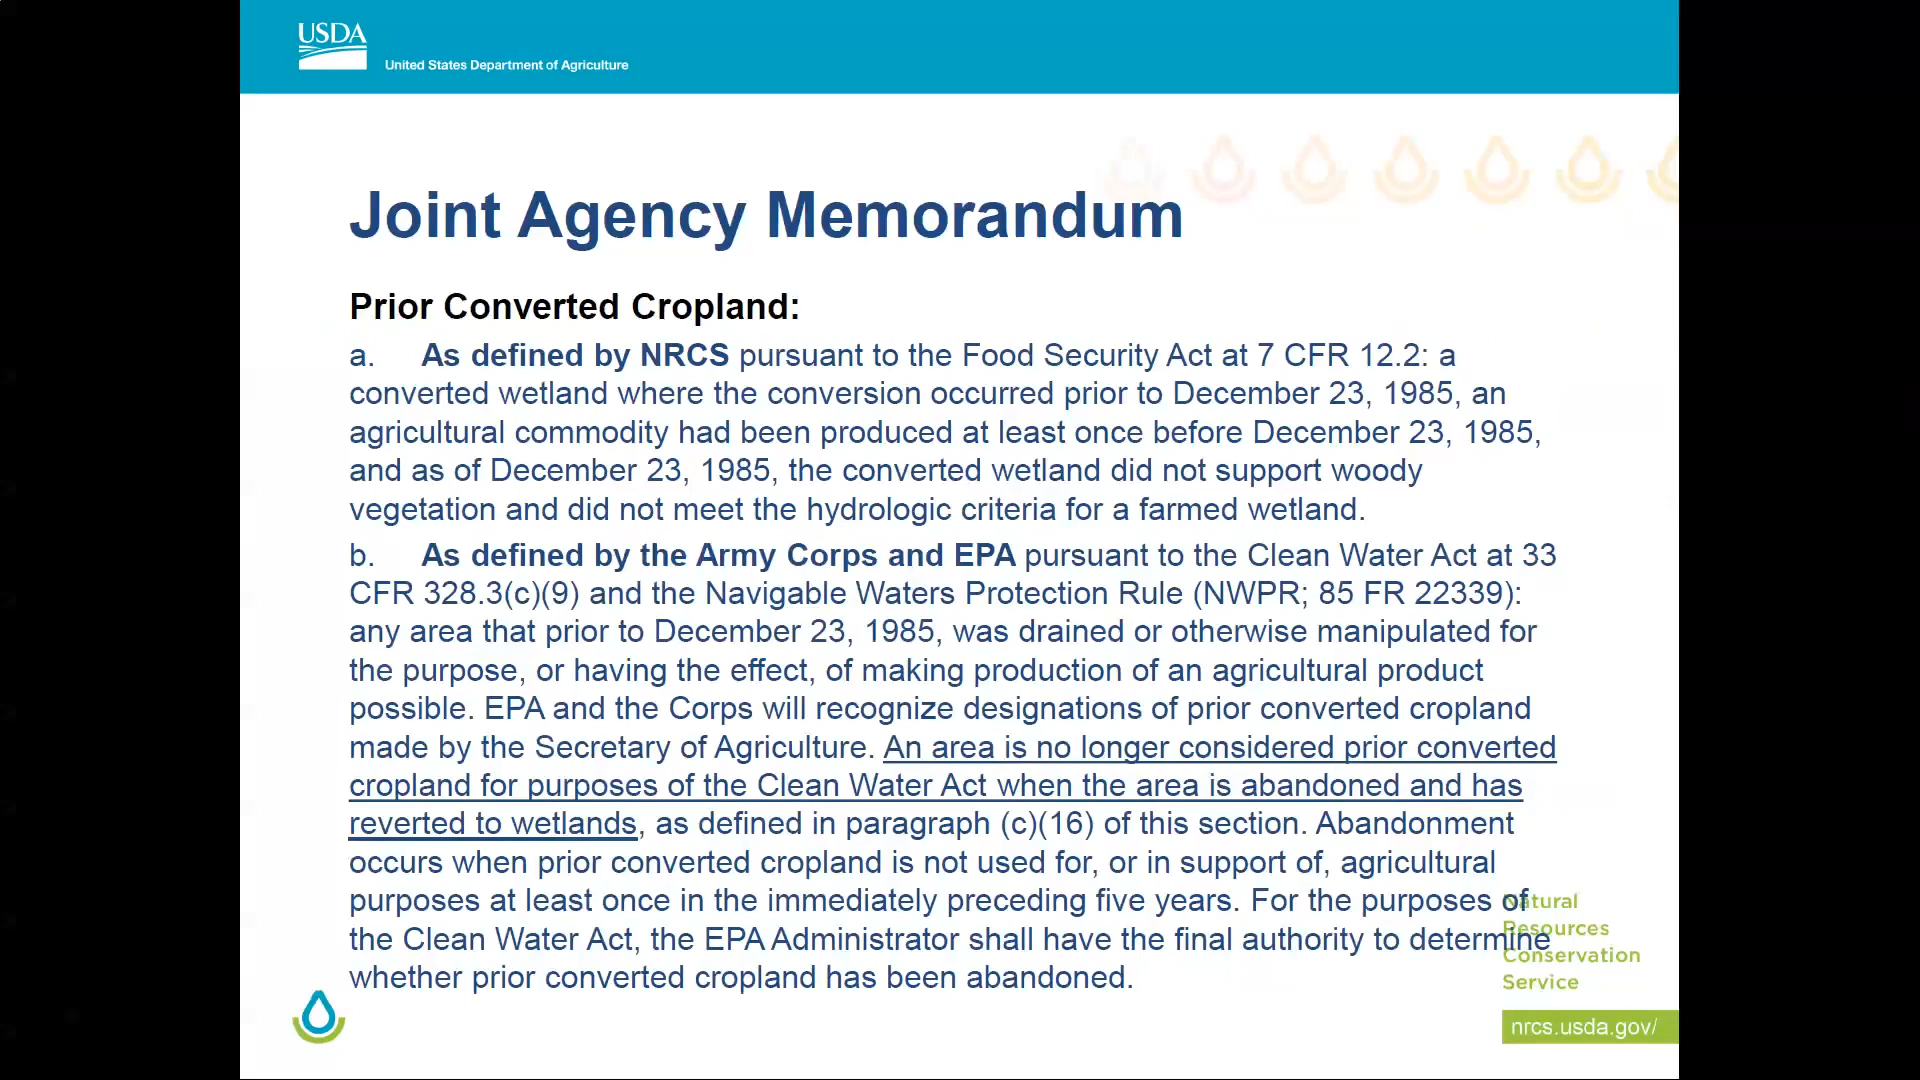 USDA
United States Department of Agriculture
Joint Agency Memorandum
Prior Converted Cropland:
a. As defined by NRCS pursuant to the Food Security Act at 7 CFR 12.2: a
converted wetland where the conversion occurred prior to December 23, 1985, an
agricultural commodity had been produced at least once before December 23, 1985,
and as of December 23, 1985, the converted wetland did not support woody
vegetation and did not meet the hydrologic criteria for a farmed wetland.
b. As defined by the Army Corps and EPA pursuant to the Clean Water Act at 33
CFR 328.3(c)(9) and the Navigable Waters Protection Rule (NWPR; 85 FR 22339):
any area that prior to December 23, 1985, was drained or otherwise manipulated for
the purpose, or having the effect, of making production of an agricultural product
possible. EPA and the Corps will recognize designations of prior converted cropland
made by the Secretary of Agriculture. An area is no longer considered prior converted
cropland for purposes of the Clean Water Act when the area is abandoned and has
reverted to wetlands, as defined in paragraph (c)(16) of this section. Abandonment
occurs when prior converted cropland is not used for, or in support of, agricultural
purposes at least once in the immediately preceding five years. For the purposes of
the Clean Water Act, the EPA Administrator shall have the final authority to determine
whether prior converted cropland has been abandoned.
Natural
Resources
Conservation
Service
nrcs.usda.gov/